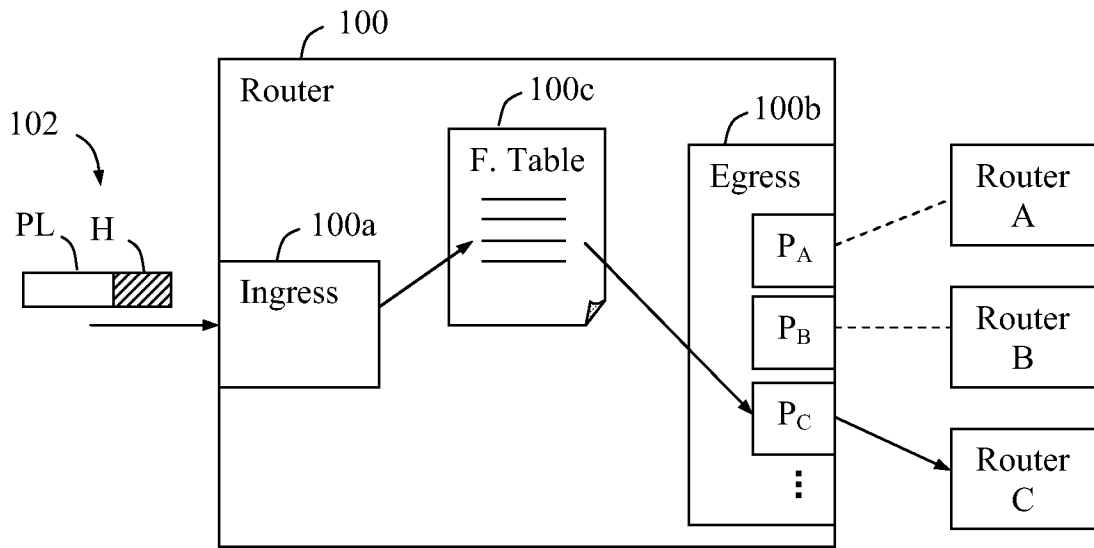 100
Router
100c
100b
102
F. Table
Egress
Router
A
PL
H
100a
P_A
Ingress
P_B
Router
B
P_C
Router
C
⋮